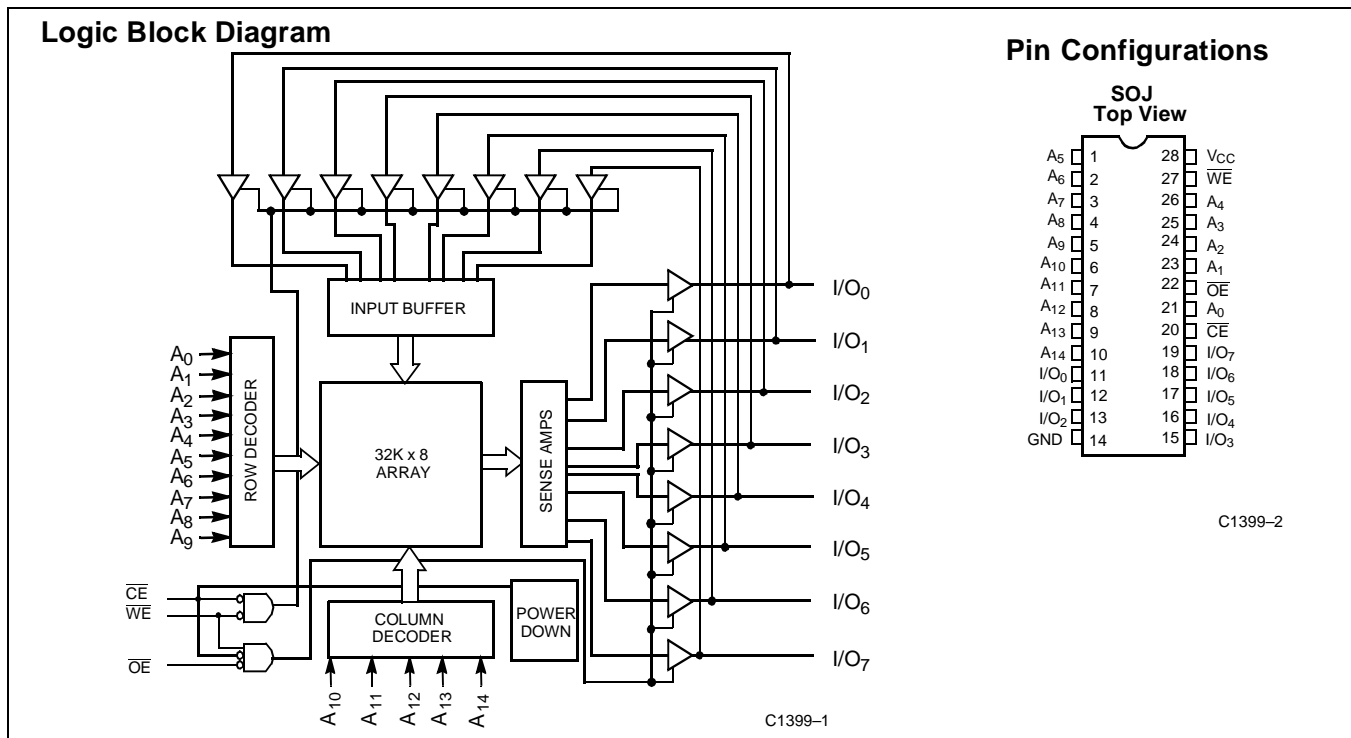 Logic Block Diagram
INPUT BUFFER
A0
A1
A2
A3
A4
A5
A6
A7
A8
A9
ROW DECODER
32K x 8
ARRAY
SENSE AMPS
I/O0
I/O1
I/O2
I/O3
I/O4
I/O5
I/O6
I/O7
CE
WE
OE
COLUMN
DECODER
POWER
DOWN
A10
A11
A12
A13
A14
C1399–1
Pin Configurations
SOJ
Top View
A5 1 28 VCC
A6 2 27 WE
A7 3 26 A4
A8 4 25 A3
A9 5 24 A2
A10 6 23 A1
A11 7 22 OE
A12 8 21 A0
A13 9 20 CE
A14 10 19 I/O7
I/O0 11 18 I/O6
I/O1 12 17 I/O5
I/O2 13 16 I/O4
GND 14 15 I/O3
C1399–2